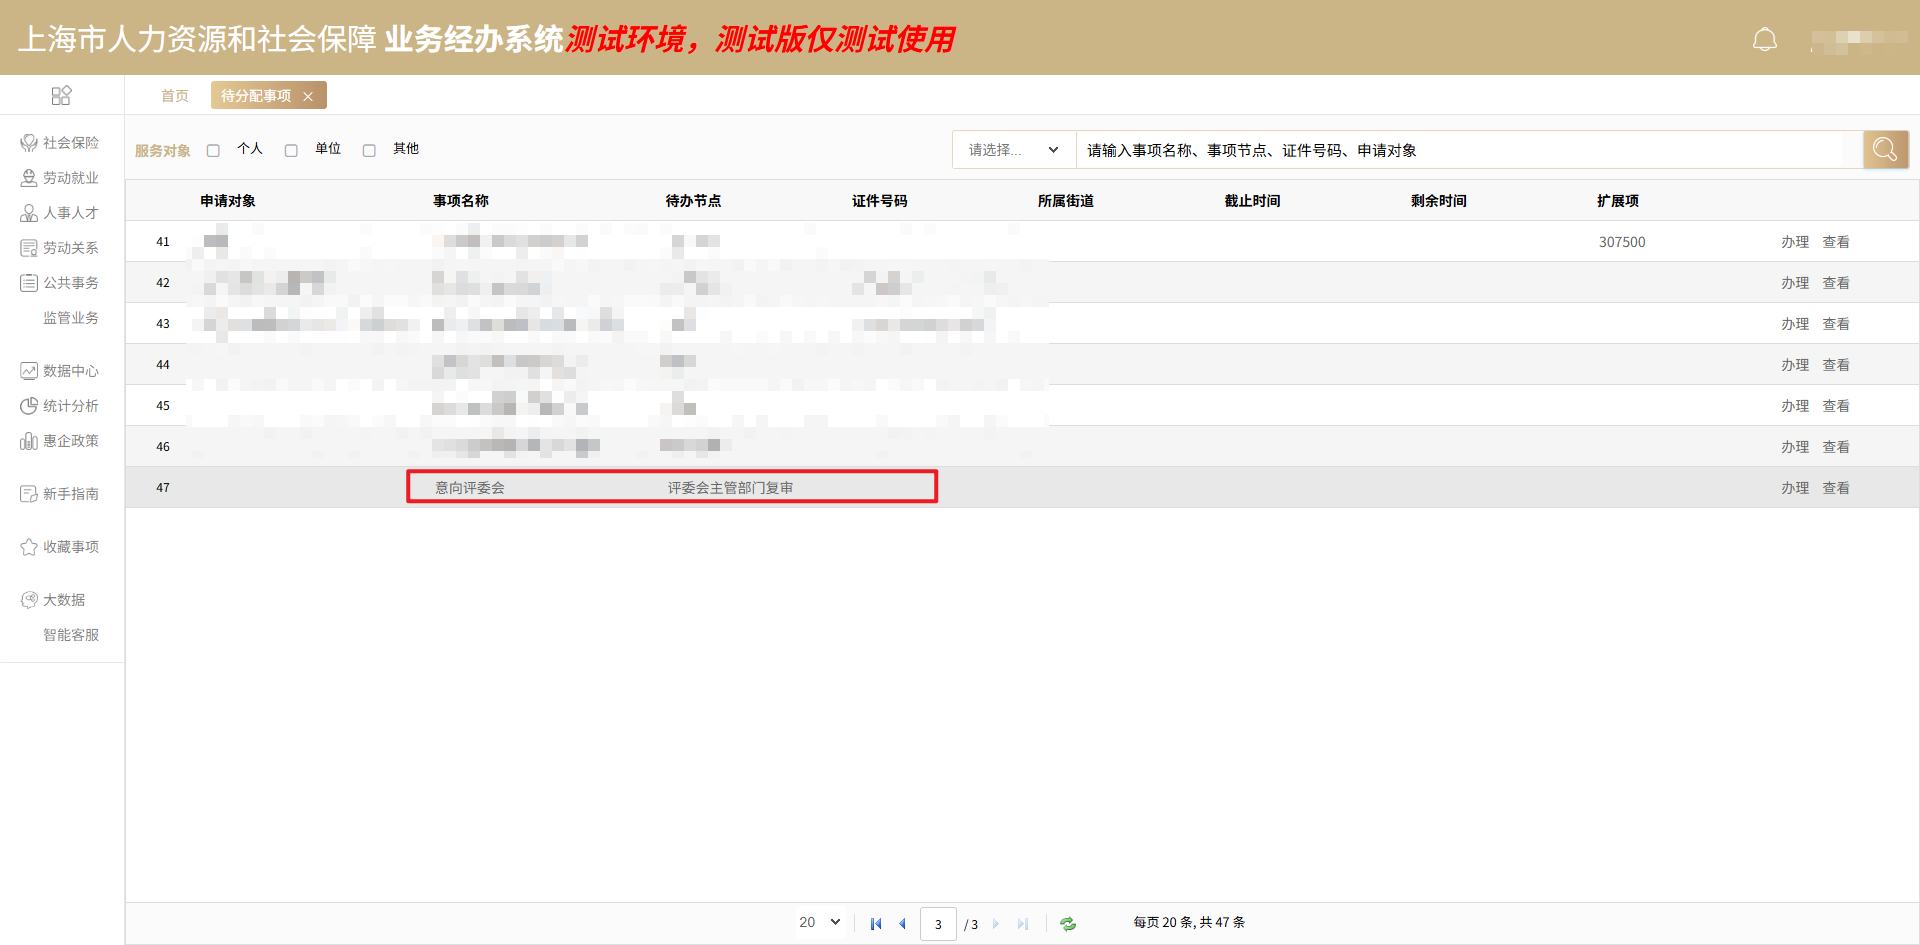 上海市人力资源和社会保障 业务经办系统测试环境，测试版仅测试使用
首页 待分配事项
社会保险
劳动就业
人事人才
劳动关系
公共事务
监管业务
数据中心
统计分析
惠企政策
新手指南
收藏事项
大数据
智能客服
服务对象 个人 单位 其他 请选择... 请输入事项名称、事项节点、证件号码、申请对象
申请对象 事项名称 待办节点 证件号码 所属街道 截止时间 剩余时间 扩展项
41 307500 办理 查看
42 办理 查看
43 办理 查看
44 办理 查看
45 办理 查看
46 办理 查看
47 意向评委会 评委会主管部门复审 办理 查看
20 3 / 3 每页 20 条, 共 47 条